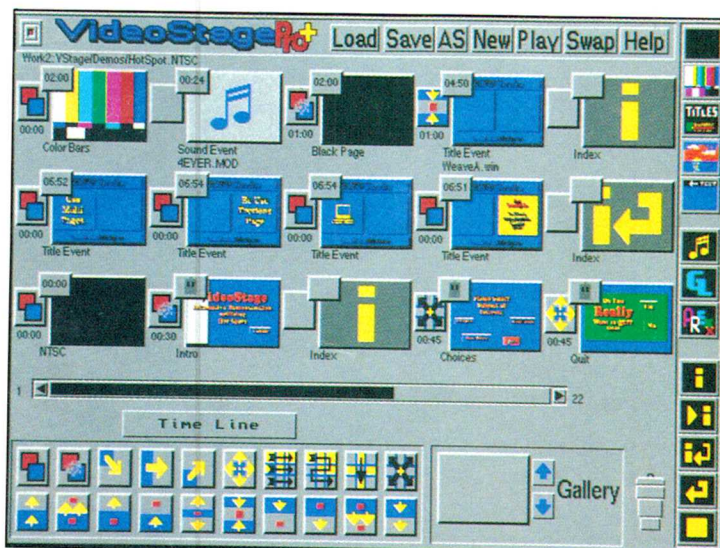 VideoStage Pro+
Load Save AS New Play Swap Help
Work2:VStage/Demos/HotSpot.NTSC
02:00 00:24 02:00 04:50
TITLES
00:00 01:00 01:00
Color Bars Sound Event Black Page Title Event Index
4EYER.MOD WeaveA.win
← TEXT
06:52 06:54 06:54 06:51
00:00 00:00 00:00 00:00
Title Event Title Event Title Event Title Event Index
GL
00:00
VideoStage
Really
00:00 00:30 00:45 00:45
NTSC Intro Index Choices Quit
1 22
Time Line
Gallery